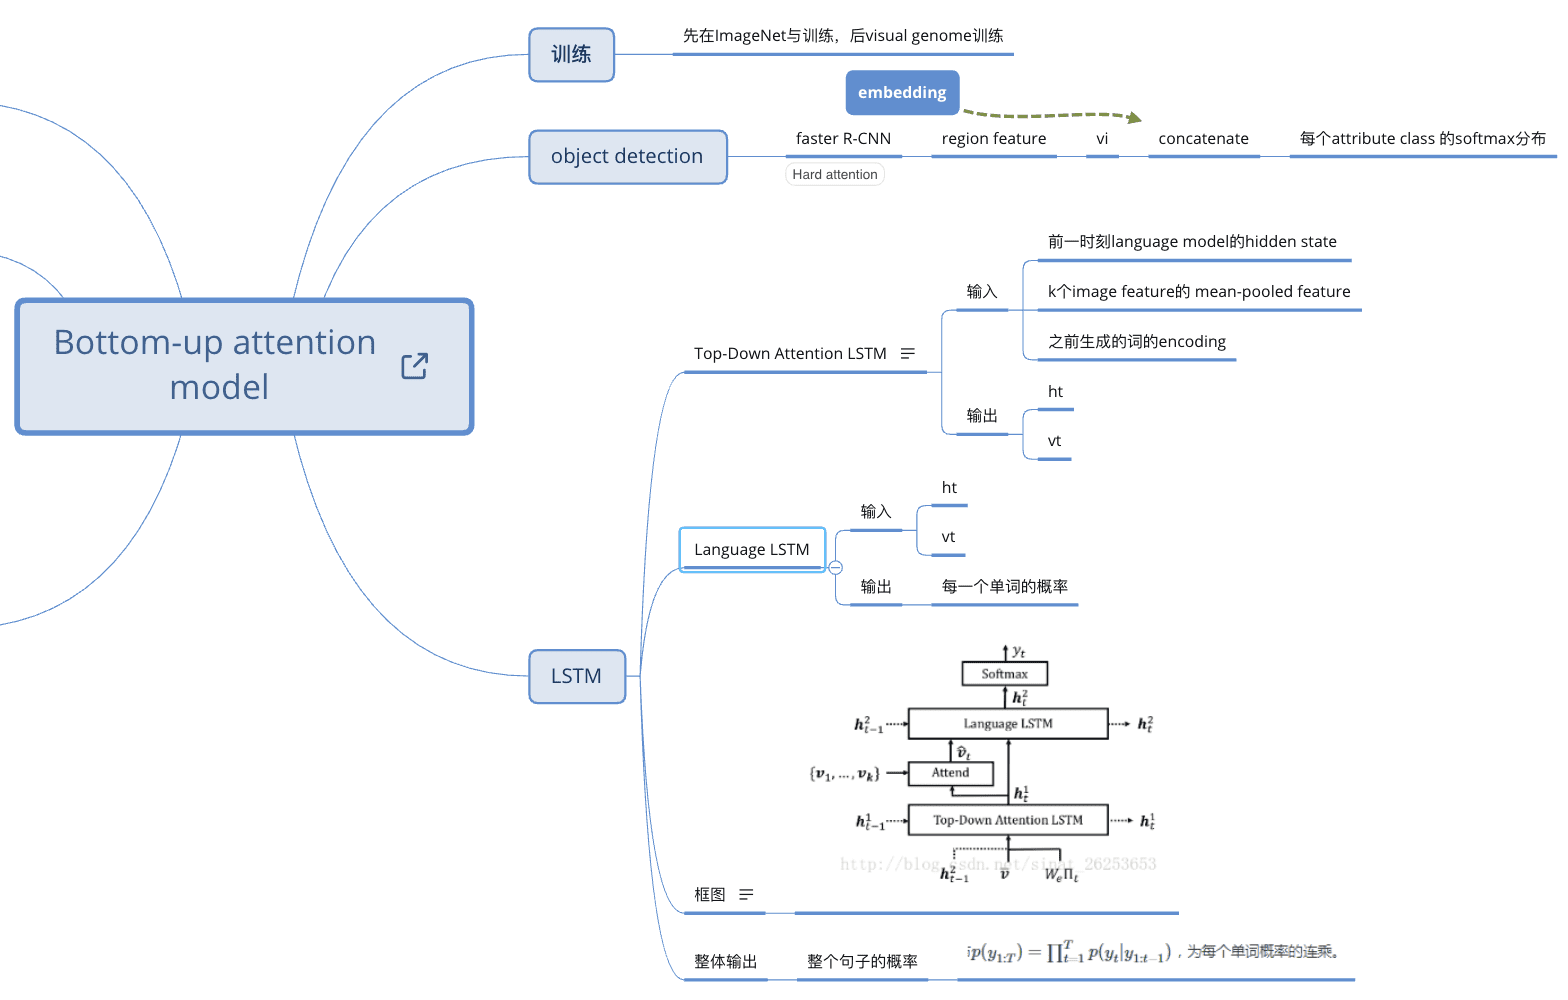 训练
先在ImageNet与训练，后visual genome训练
embedding
object detection
faster R-CNN
region feature
vi
concatenate
每个attribute class 的softmax分布
Hard attention
Bottom-up attention
model
Top-Down Attention LSTM
输入
前一时刻language model的hidden state
k个image feature的 mean-pooled feature
之前生成的词的encoding
输出
ht
vt
Language LSTM
输入
ht
vt
输出
每一个单词的概率
LSTM
y_t
Softmax
h_t^2
h_{t-1}^2
Language LSTM
h_t^2
v̂_t
{v_1, ..., v_k}
Attend
h_t^1
h_{t-1}^1
Top-Down Attention LSTM
h_t^1
http://blog.csdn.net/sinat_26253653
h_{t-1}^2
v̅
W_eΠ_t
框图
整体输出
整个句子的概率
p(y_{1:T}) = ∏_{t=1}^T p(y_t|y_{1:t-1})，为每个单词概率的连乘。